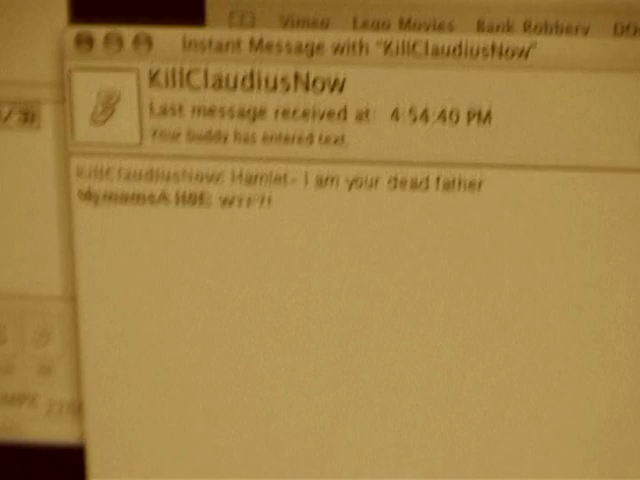 Vimeo Lego Movies Bank Robbery DO
Instant Message with "KillClaudiusNow"
KillClaudiusNow
Last message received at: 4:54:40 PM
Your buddy has entered text.
KillClaudiusNow: Hamlet- I am your dead father
WTF?!